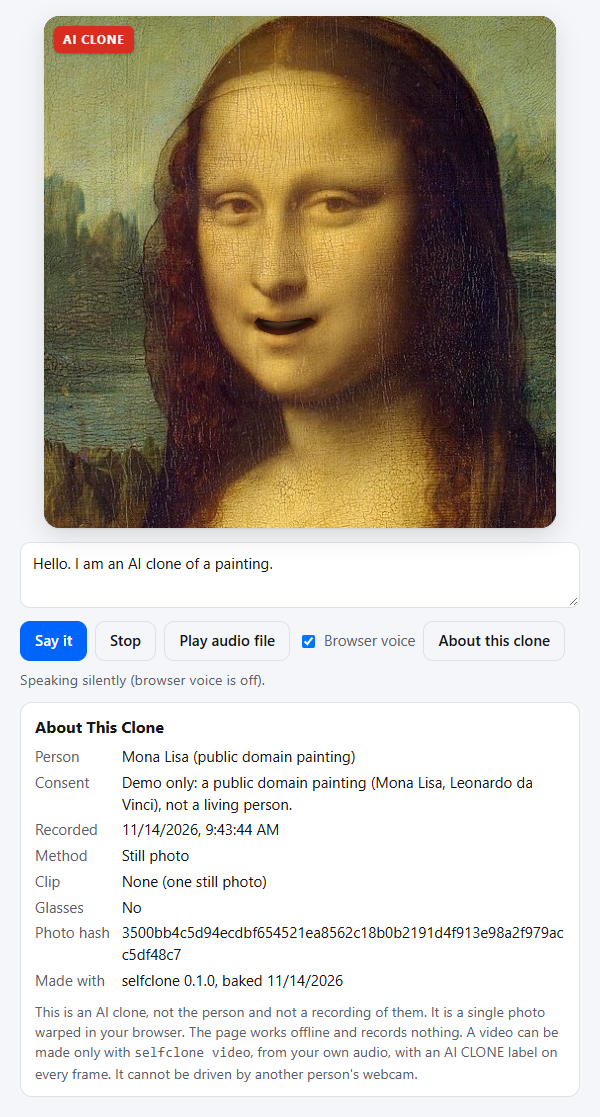 AI CLONE
Hello. I am an AI clone of a painting.
Say it
Stop
Play audio file
Browser voice
About this clone
Speaking silently (browser voice is off).
About This Clone
Person Mona Lisa (public domain painting)
Consent Demo only: a public domain painting (Mona Lisa, Leonardo da
Vinci), not a living person.
Recorded 11/14/2026, 9:43:44 AM
Method Still photo
Clip None (one still photo)
Glasses No
Photo hash 3500bb4c5d94ecdbf654521ea8562c18b0b2191d4f913e98a2f979ac
c5df48c7
Made with selfclone 0.1.0, baked 11/14/2026
This is an AI clone, not the person and not a recording of them. It is a single photo
warped in your browser. The page works offline and records nothing. A video can be
made only with selfclone video, from your own audio, with an AI CLONE label on
every frame. It cannot be driven by another person's webcam.